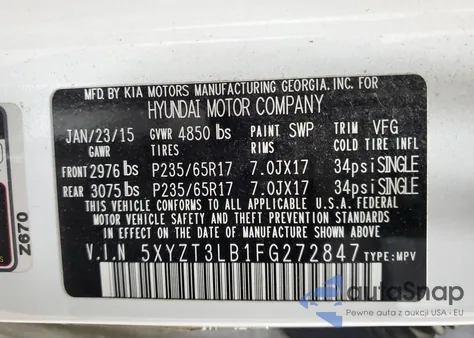 MFD. BY KIA MOTORS MANUFACTURING GEORGIA, INC. FOR
HYUNDAI MOTOR COMPANY
JAN/23/15 GVWR 4850 lbs PAINT SWP TRIM VFG
GAWR TIRES RIMS COLD TIRE INFL
FRONT 2976 lbs P235/65R17 7.0JX17 34psi SINGLE
REAR 3075 lbs P235/65R17 7.0JX17 34psi SINGLE
THIS VEHICLE CONFORMS TO ALL APPLICABLE U.S.A. FEDERAL
MOTOR VEHICLE SAFETY, BUMPER, AND THEFT PREVENTION STANDARDS
IN EFFECT ON THE DATE OF MANUFACTURE SHOWN ABOVE.
V.I.N 5XYZT3LB1FG272847 TYPE: MPV
Z670
autoSnap
Pewne auta z aukcji USA i EU